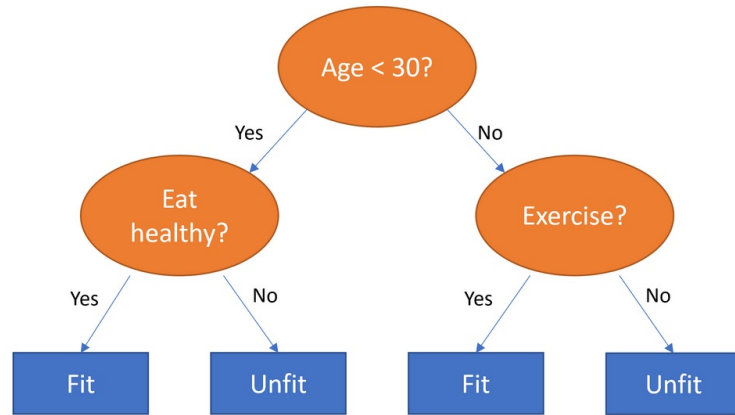 Age < 30?
Yes
No
Eat
healthy?
Exercise?
Yes
No
Yes
No
Fit
Unfit
Fit
Unfit